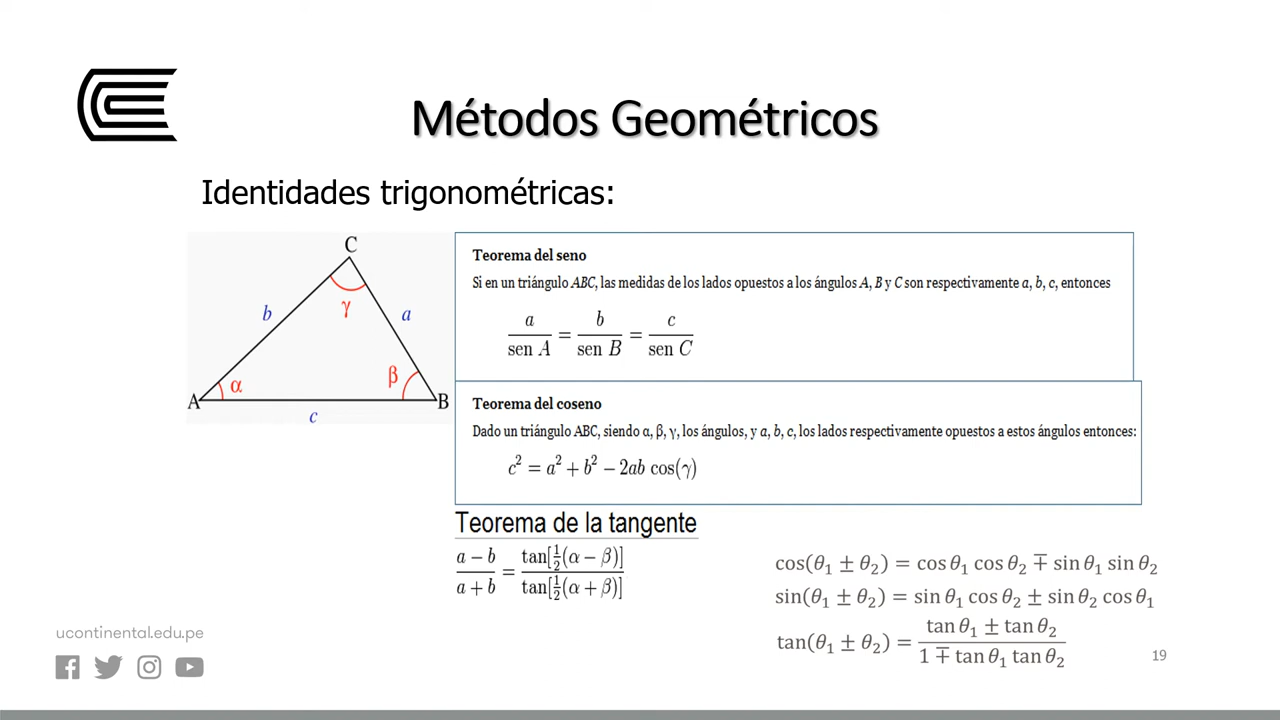 Métodos Geométricos
Identidades trigonométricas:
C
b
γ
a
A
α
β
B
c
Teorema del seno
Si en un triángulo ABC, las medidas de los lados opuestos a los ángulos A, B y C son respectivamente a, b, c, entonces
a/sen A = b/sen B = c/sen C
Teorema del coseno
Dado un triángulo ABC, siendo α, β, γ, los ángulos, y a, b, c, los lados respectivamente opuestos a estos ángulos entonces:
c² = a² + b² − 2ab cos(γ)
Teorema de la tangente
(a − b)/(a + b) = tan[½(α − β)]/tan[½(α + β)]
cos(θ₁ ± θ₂) = cos θ₁ cos θ₂ ∓ sin θ₁ sin θ₂
sin(θ₁ ± θ₂) = sin θ₁ cos θ₂ ± sin θ₂ cos θ₁
tan(θ₁ ± θ₂) = (tan θ₁ ± tan θ₂)/(1 ∓ tan θ₁ tan θ₂)
ucontinental.edu.pe
19